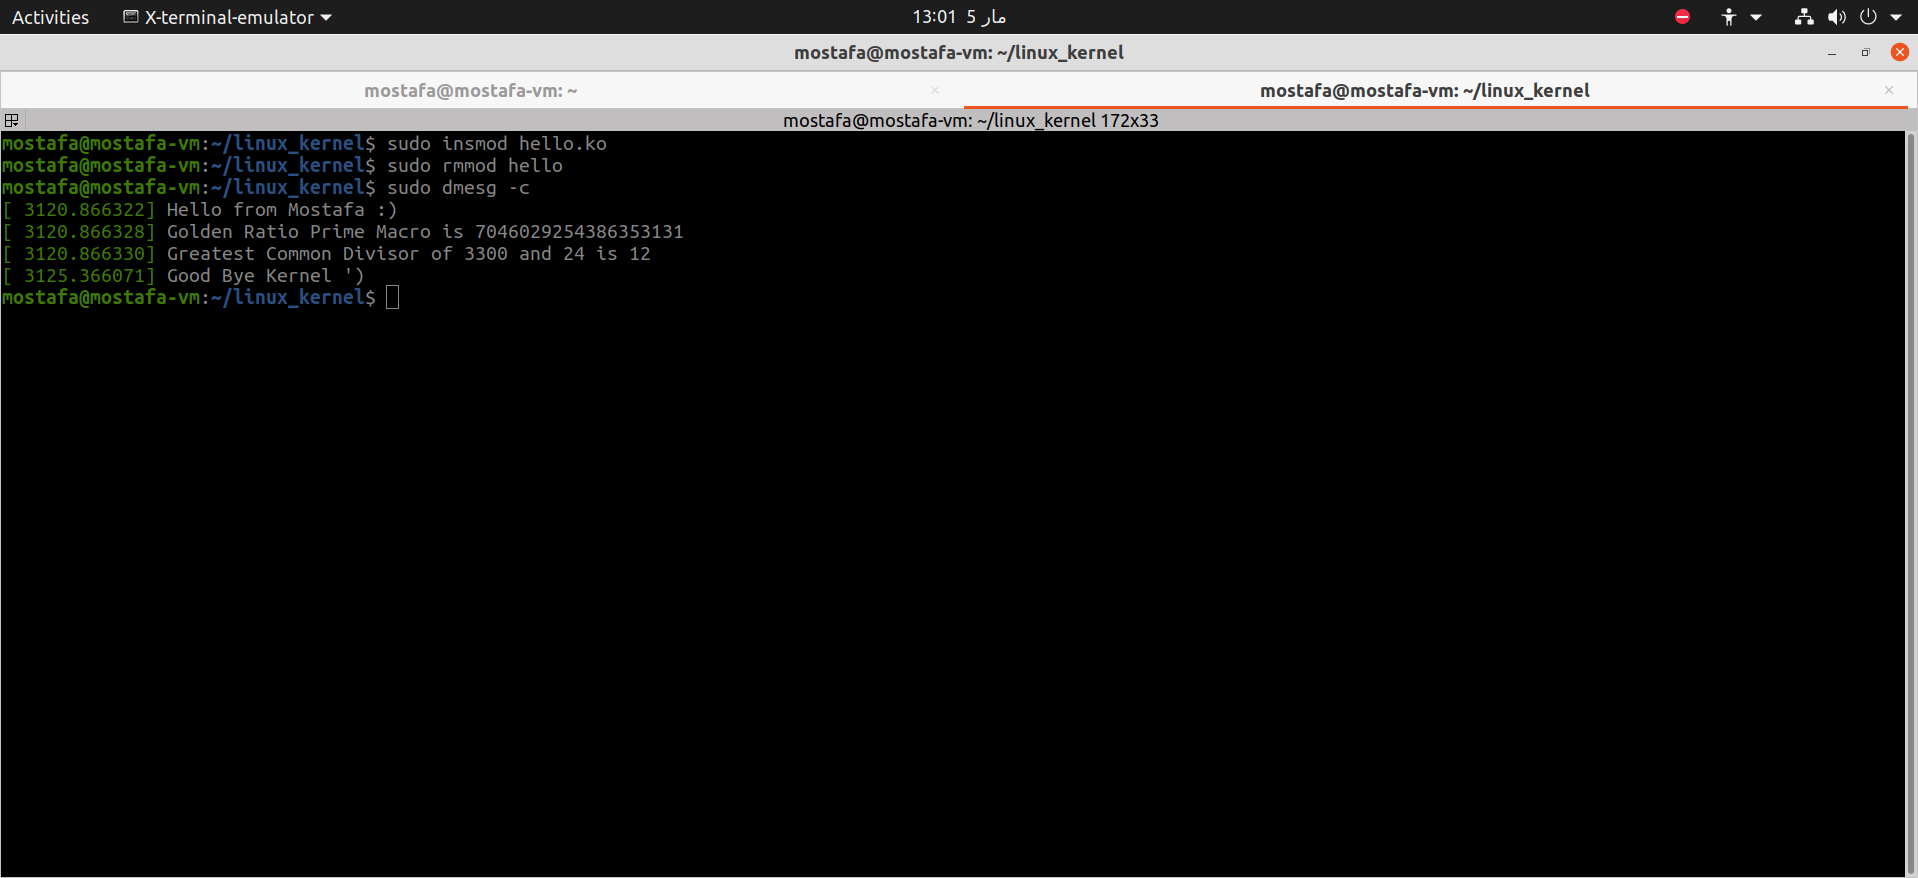 Activities X-terminal-emulator 13:01 5 مار
mostafa@mostafa-vm: ~/linux_kernel
mostafa@mostafa-vm: ~ mostafa@mostafa-vm: ~/linux_kernel
mostafa@mostafa-vm: ~/linux_kernel 172x33
mostafa@mostafa-vm:~/linux_kernel$ sudo insmod hello.ko
mostafa@mostafa-vm:~/linux_kernel$ sudo rmmod hello
mostafa@mostafa-vm:~/linux_kernel$ sudo dmesg -c
[ 3120.866322] Hello from Mostafa :)
[ 3120.866328] Golden Ratio Prime Macro is 7046029254386353131
[ 3120.866330] Greatest Common Divisor of 3300 and 24 is 12
[ 3125.366071] Good Bye Kernel ')
mostafa@mostafa-vm:~/linux_kernel$